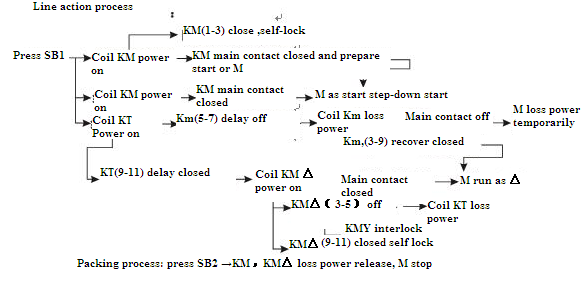 Line action process
:
KM(1-3) close ,self-lock
Press SB1
Coil KM power
on
KM main contact closed and prepare
start or M
Coil KM power
on
KM main contact
closed
M as start step-down start
Coil KT
Power on
Km(5-7) delay off
Coil Km loss
power
Main contact off
M loss power
temporarily
Km,(3-9) recover closed
KT(9-11) delay closed
Coil KM Δ
power on
Main contact
closed
M run as Δ
KMΔ ( 3-5 ) off
Coil KT loss
power
KMY interlock
KMΔ (9-11) closed self lock
Packing process: press SB2 →KM , KMΔ loss power release, M stop